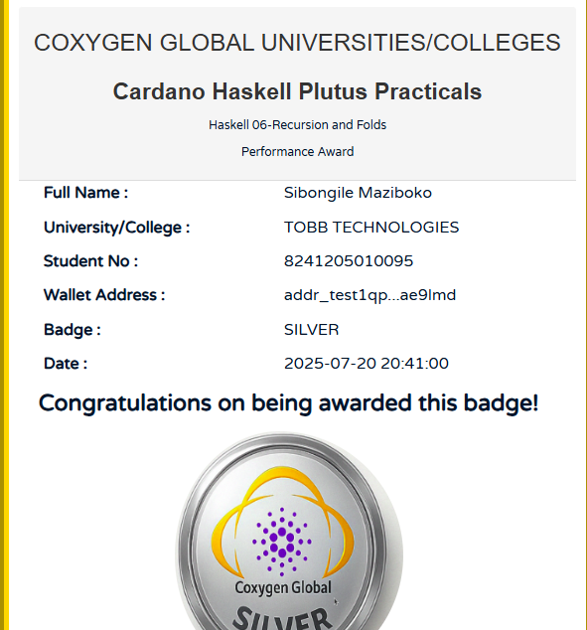 COXYGEN GLOBAL UNIVERSITIES/COLLEGES
Cardano Haskell Plutus Practicals
Haskell 06-Recursion and Folds
Performance Award
Full Name : Sibongile Maziboko
University/College : TOBB TECHNOLOGIES
Student No : 8241205010095
Wallet Address : addr_test1qp...ae9lmd
Badge : SILVER
Date : 2025-07-20 20:41:00
Congratulations on being awarded this badge!
Coxygen Global
SILVER